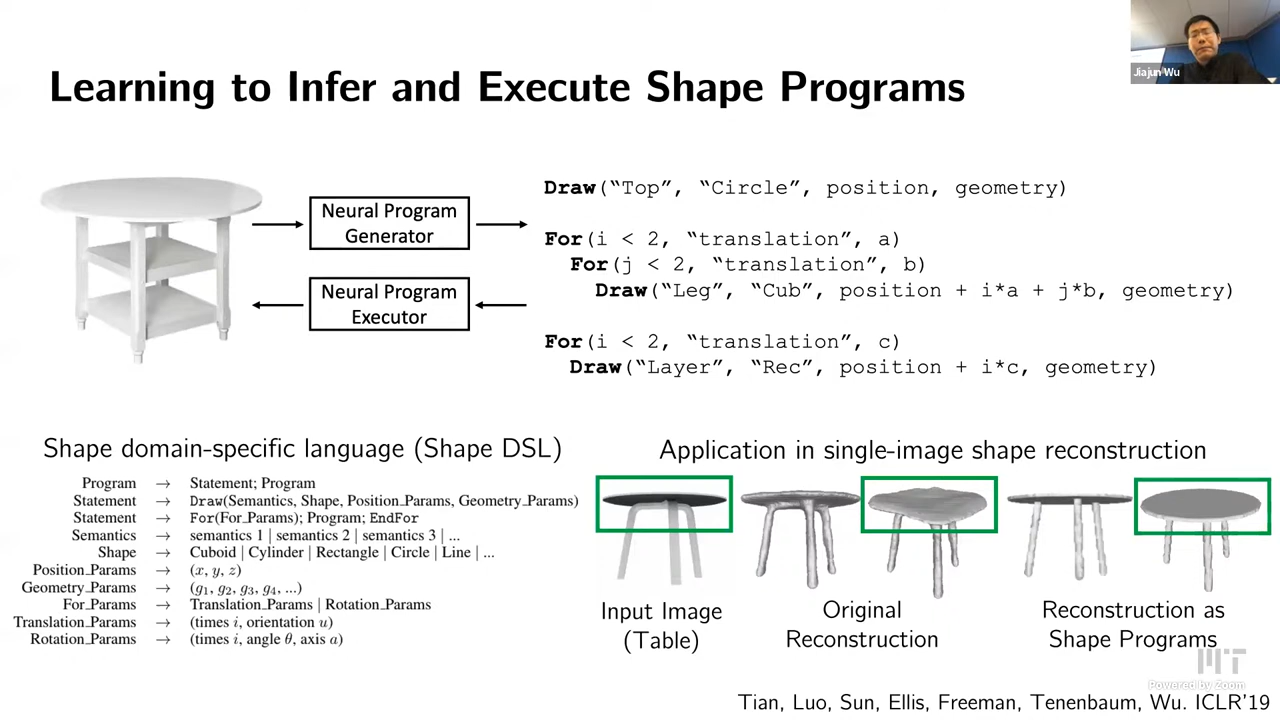 Jiajun Wu
Learning to Infer and Execute Shape Programs
Neural Program
Generator
Neural Program
Executor
Draw(“Top”, “Circle”, position, geometry)
For(i < 2, “translation”, a)
For(j < 2, “translation”, b)
Draw(“Leg”, “Cub”, position + i*a + j*b, geometry)
For(i < 2, “translation”, c)
Draw(“Layer”, “Rec”, position + i*c, geometry)
Shape domain-specific language (Shape DSL)
Program → Statement; Program
Statement → Draw(Semantics, Shape, Position_Params, Geometry_Params)
Statement → For(For_Params); Program; EndFor
Semantics → semantics 1 | semantics 2 | semantics 3 | ...
Shape → Cuboid | Cylinder | Rectangle | Circle | Line | ...
Position_Params → (x, y, z)
Geometry_Params → (g₁, g₂, g₃, g₄, ...)
For_Params → Translation_Params | Rotation_Params
Translation_Params → (times i, orientation u)
Rotation_Params → (times i, angle θ, axis a)
Application in single-image shape reconstruction
Input Image
(Table)
Original
Reconstruction
Reconstruction as
Shape Programs
MIT
Powered by Zoom
Tian, Luo, Sun, Ellis, Freeman, Tenenbaum, Wu. ICLR’19